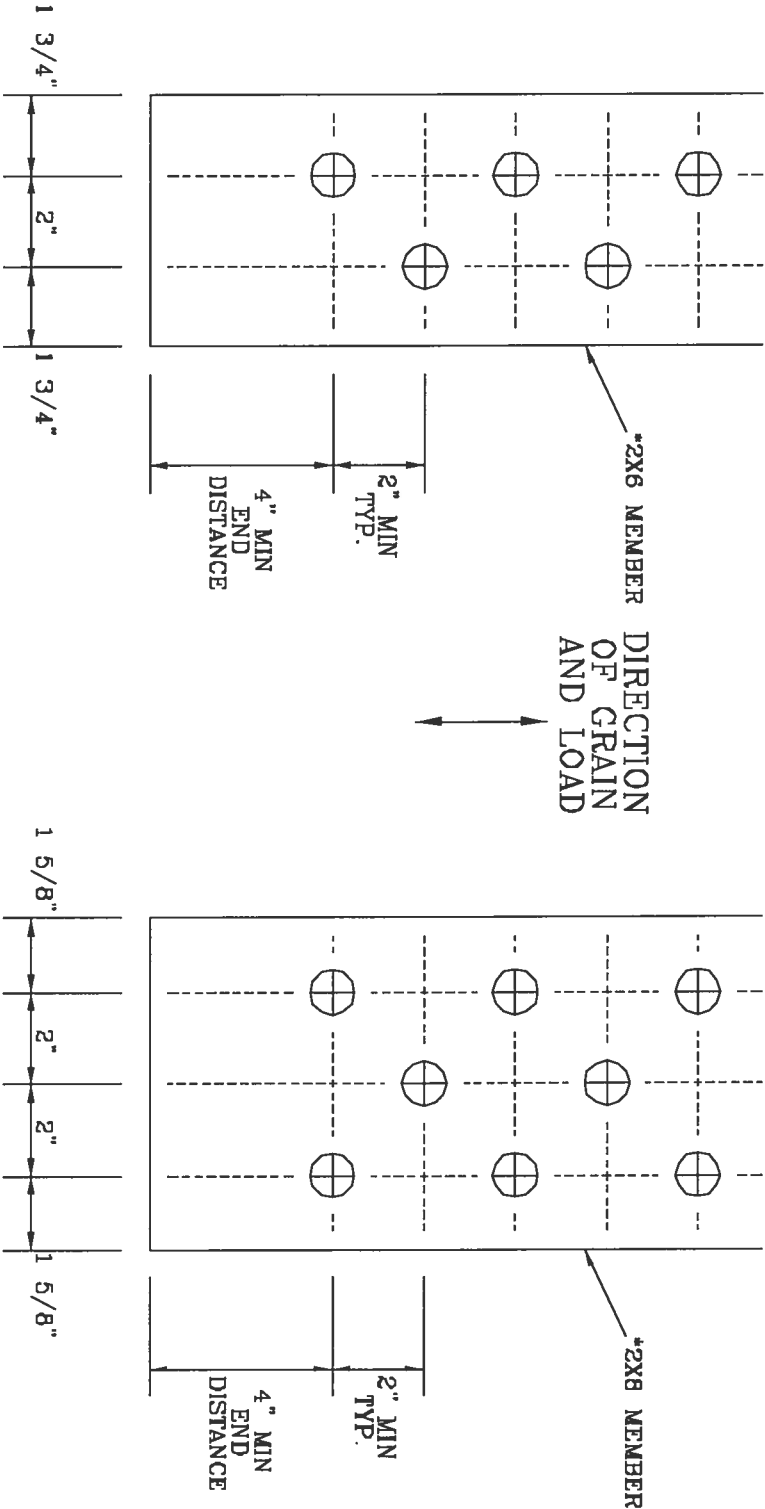 *2X6 MEMBER
DIRECTION
OF GRAIN
AND LOAD
*2X8 MEMBER
2" MIN
TYP.
4" MIN
END
DISTANCE
2" MIN
TYP.
4" MIN
END
DISTANCE
1 3/4"
2"
1 3/4"
1 5/8"
2"
2"
1 5/8"